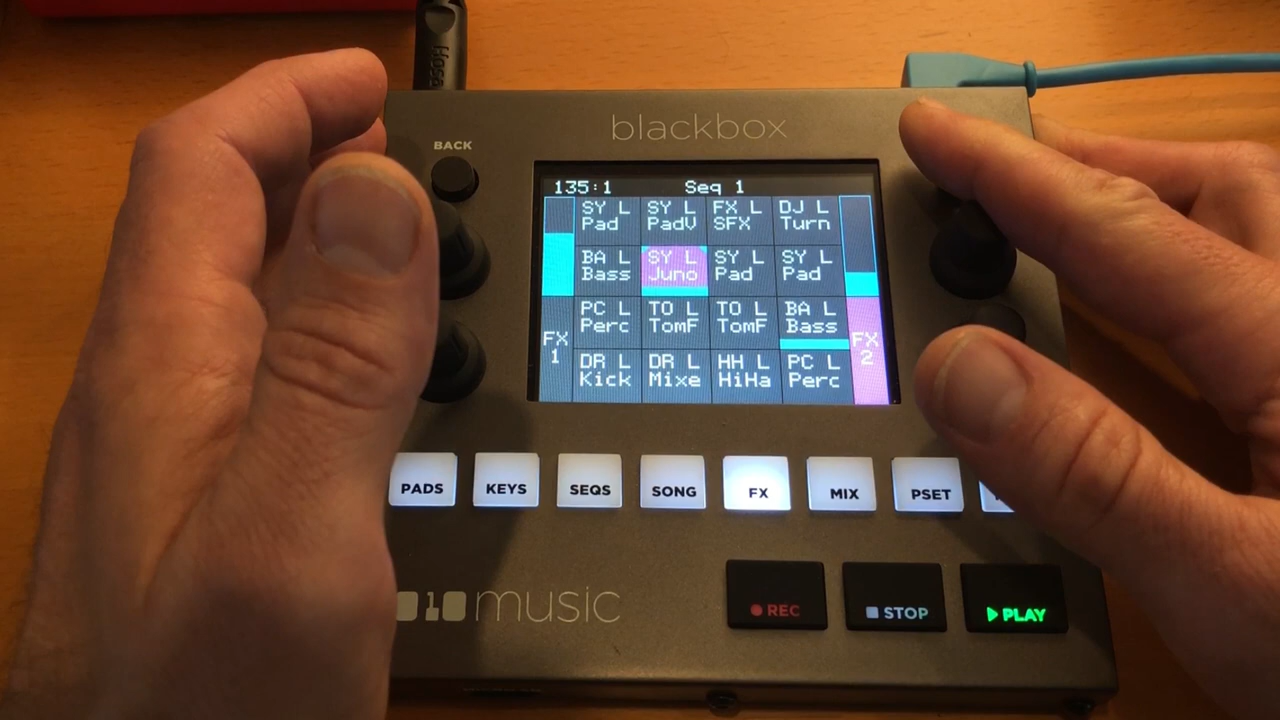 Hosa
blackbox
BACK
135:1 Seq 1
SY L SY L FX L DJ L
Pad PadV SFX Turn
BA L SY L SY L SY L
Bass Juno Pad Pad
PC L TO L TO L BA L
Perc TomF TomF Bass
FX 1
FX 2
DR L DR L HH L PC L
Kick Mixe HiHa Perc
PADS KEYS SEQS SONG FX MIX PSET
010 music
REC STOP PLAY